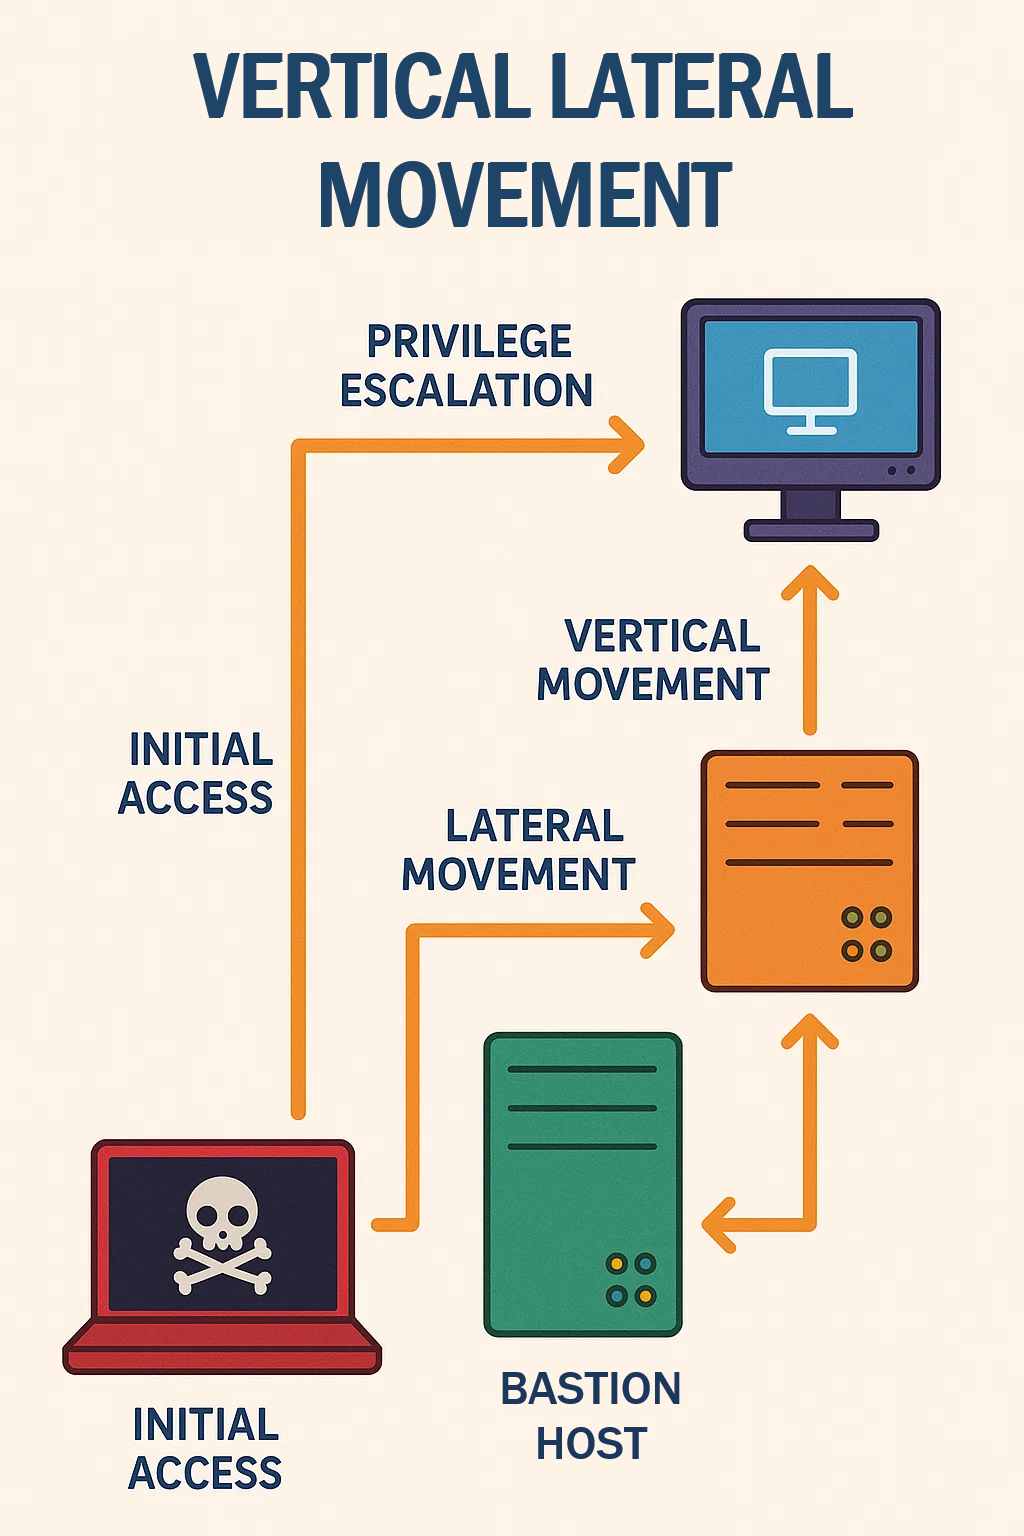 VERTICAL LATERAL
MOVEMENT
PRIVILEGE
ESCALATION
VERTICAL
MOVEMENT
INITIAL
ACCESS
LATERAL
MOVEMENT
BASTION
HOST
INITIAL
ACCESS